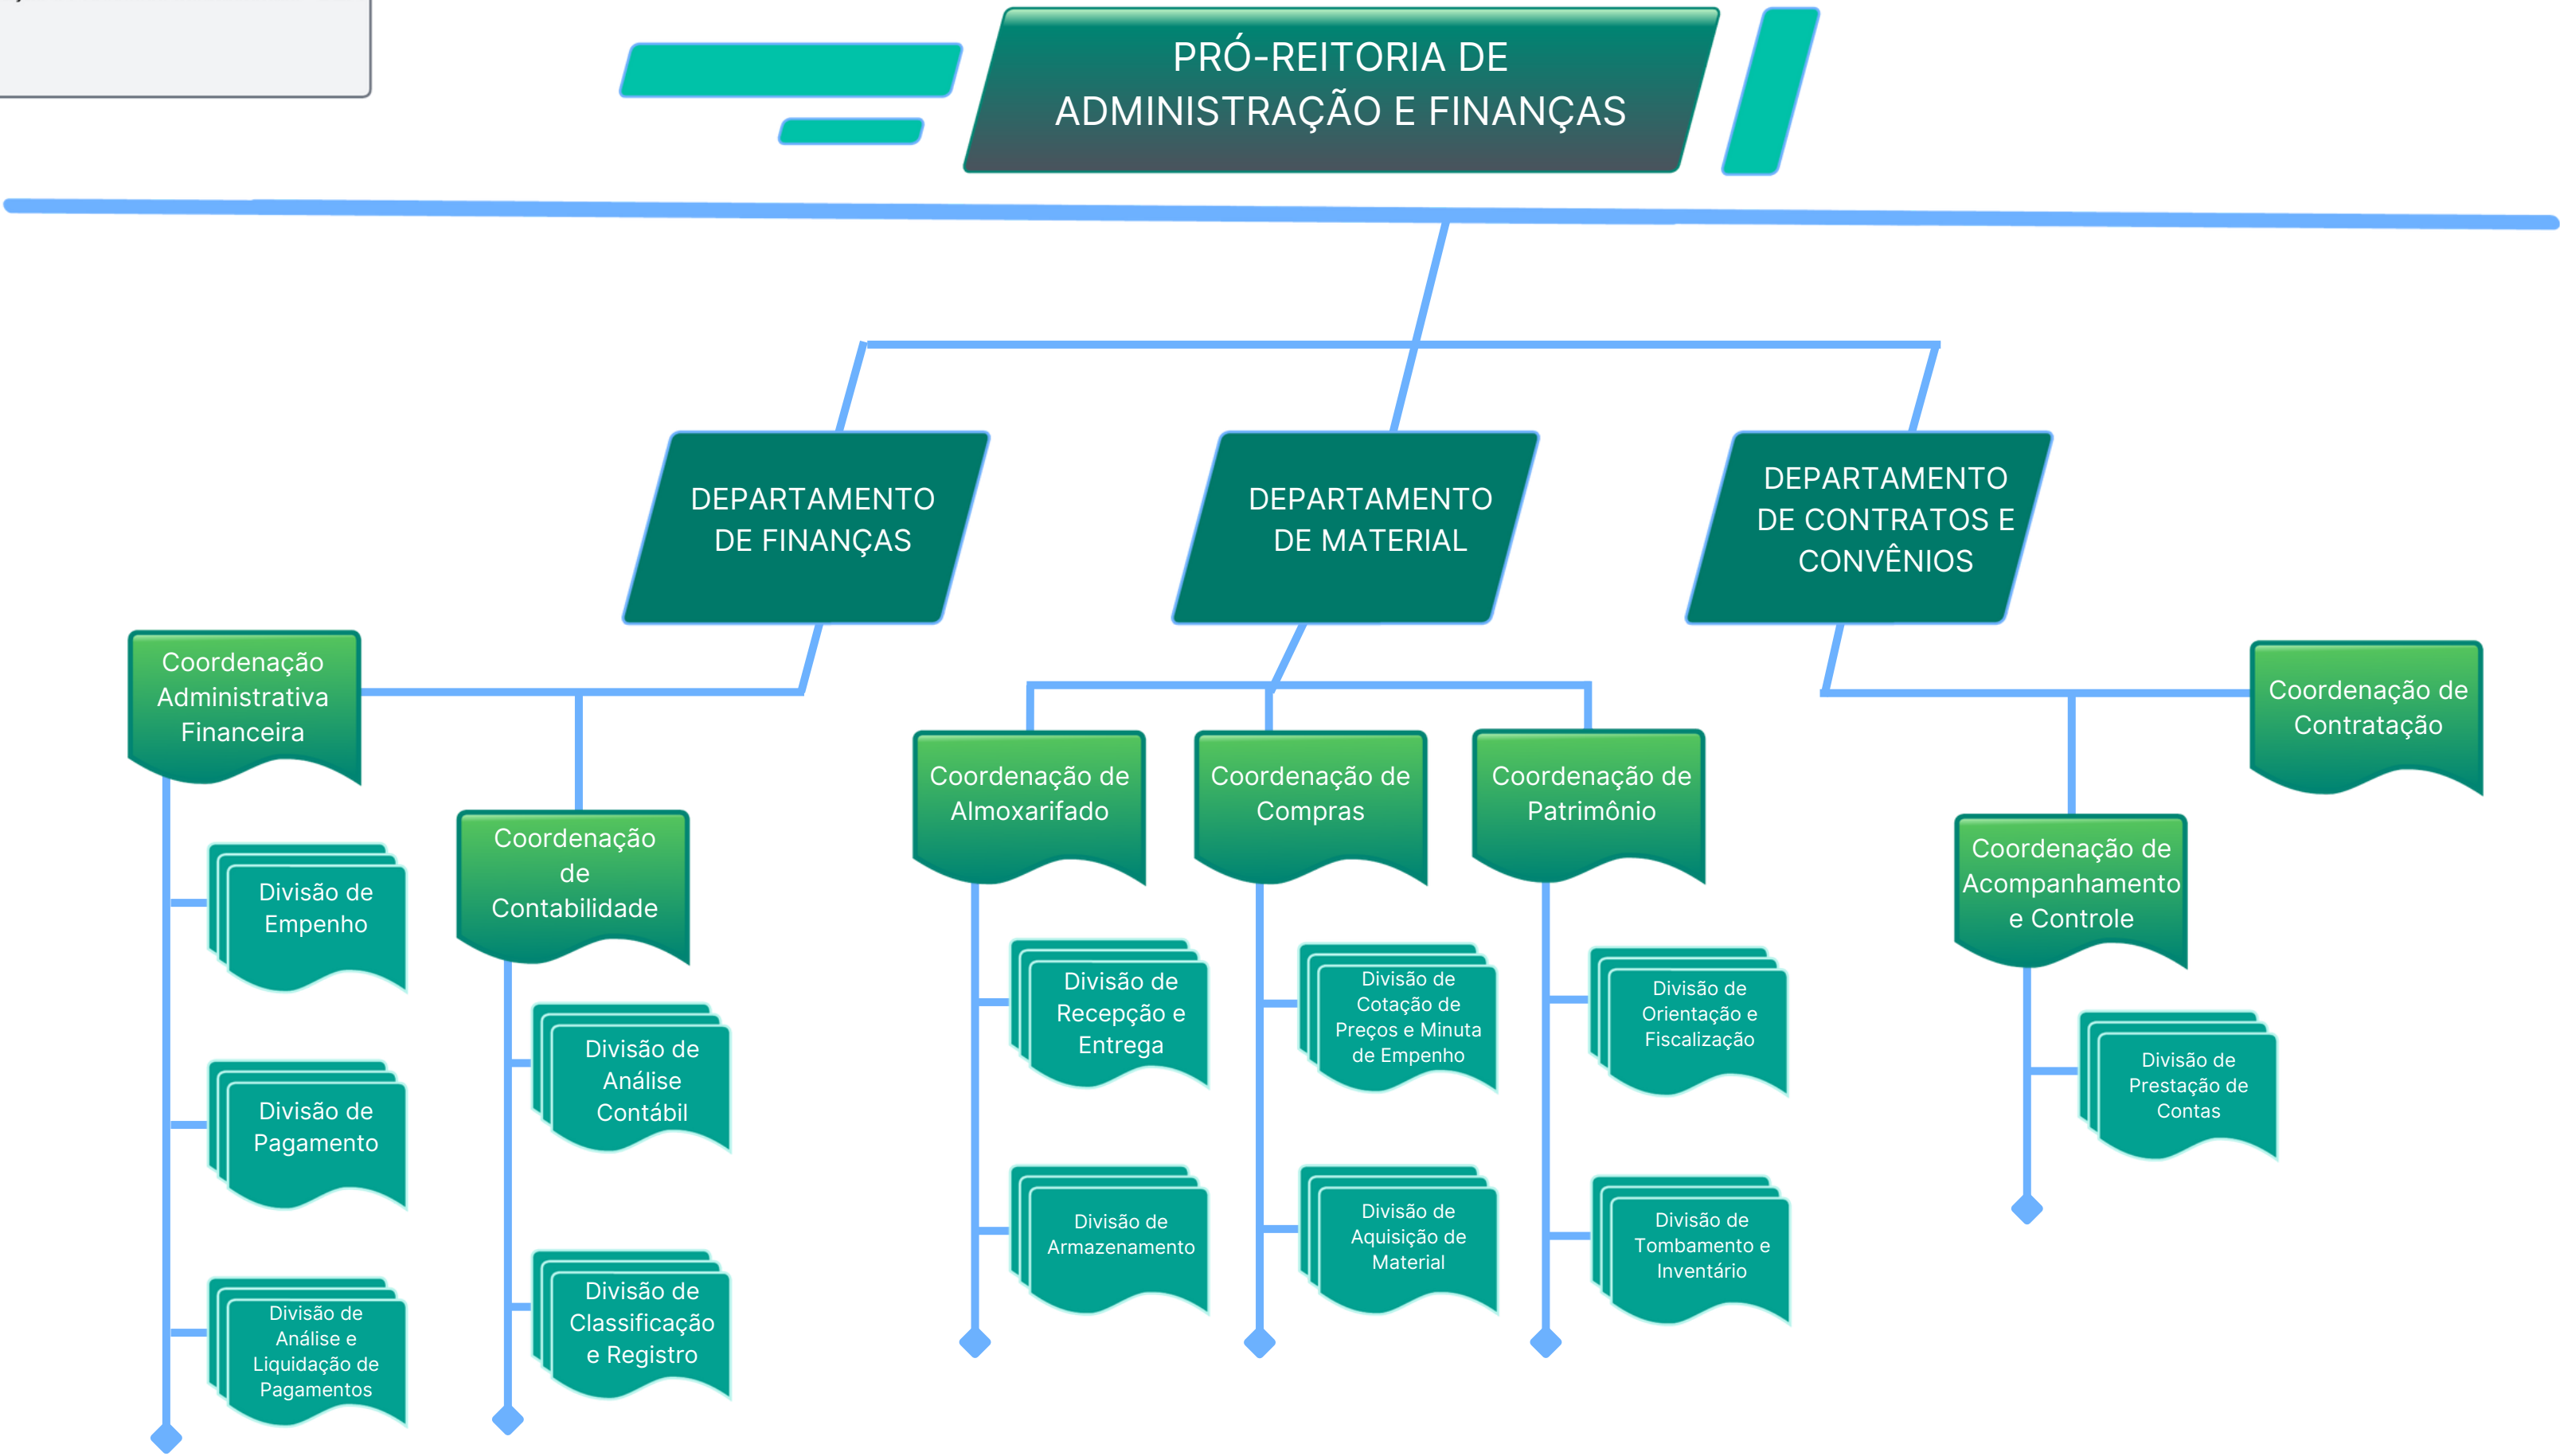 PRÓ-REITORIA DE
ADMINISTRAÇÃO E FINANÇAS
DEPARTAMENTO
DE FINANÇAS
DEPARTAMENTO
DE MATERIAL
DEPARTAMENTO
DE CONTRATOS E
CONVÊNIOS
Coordenação
Administrativa
Financeira
Divisão de
Empenho
Divisão de
Pagamento
Divisão de
Análise e
Liquidação de
Pagamentos
Coordenação
de
Contabilidade
Divisão de
Análise
Contábil
Divisão de
Classificação
e Registro
Coordenação de
Almoxarifado
Divisão de
Recepção e
Entrega
Divisão de
Armazenamento
Coordenação de
Compras
Divisão de
Cotação de
Preços e Minuta
de Empenho
Divisão de
Aquisição de
Material
Coordenação de
Patrimônio
Divisão de
Orientação e
Fiscalização
Divisão de
Tombamento e
Inventário
Coordenação de
Acompanhamento
e Controle
Divisão de
Prestação de
Contas
Coordenação de
Contratação